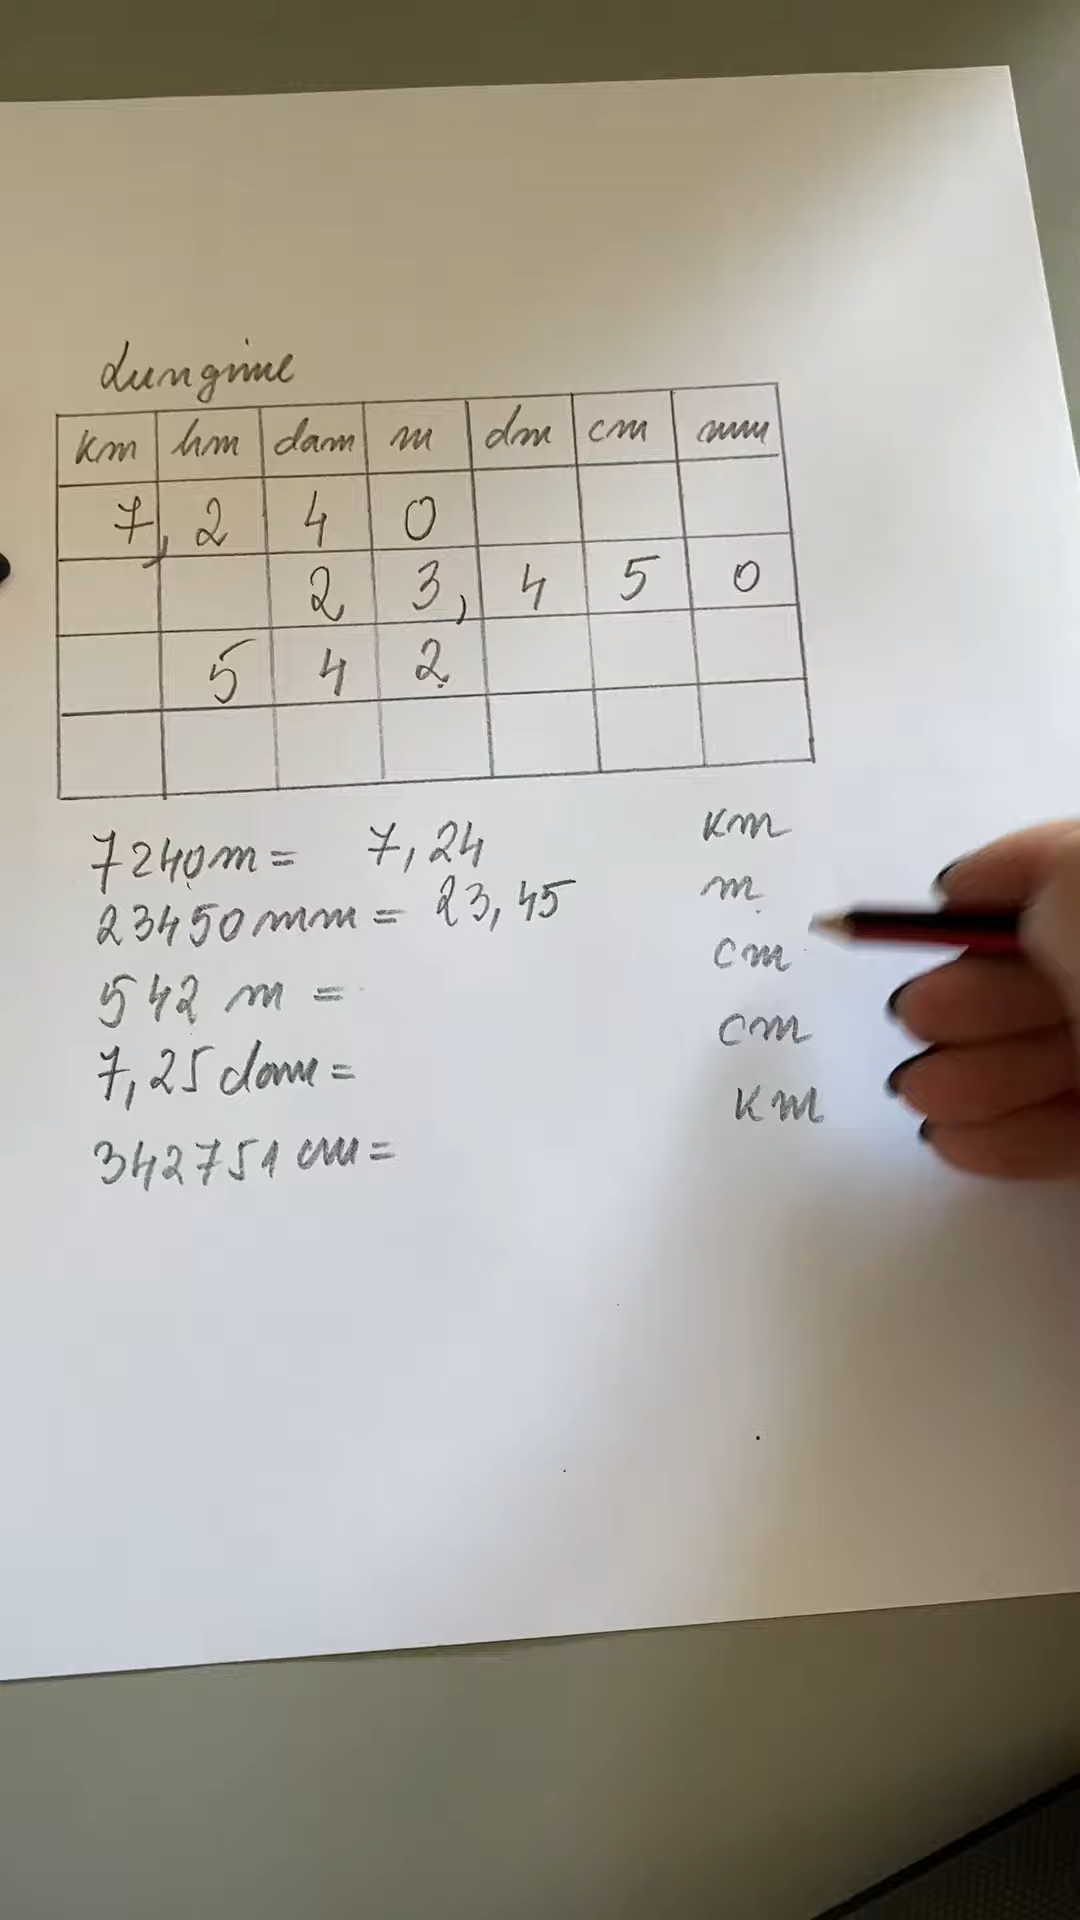 Lungime
km hm dam m dm cm mm
7, 2 4 0
2 3, 4 5 0
5 4 2
7240m = 7,24 km
23450mm = 23,45 m
542 m = cm
7,25 dam = cm
342751 cm = km